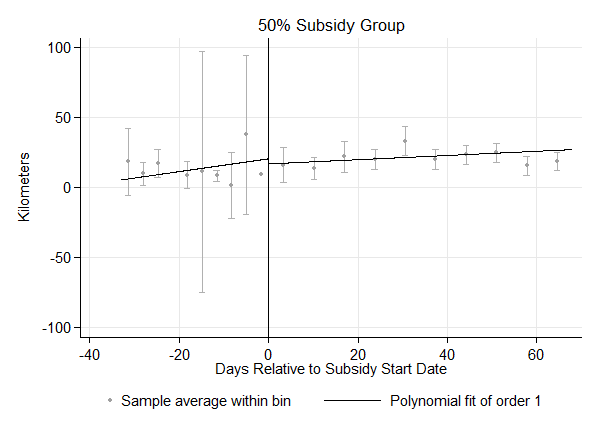 50% Subsidy Group
100
50
0
-50
-100
Kilometers
-40
-20
0
20
40
60
Days Relative to Subsidy Start Date
Sample average within bin
Polynomial fit of order 1